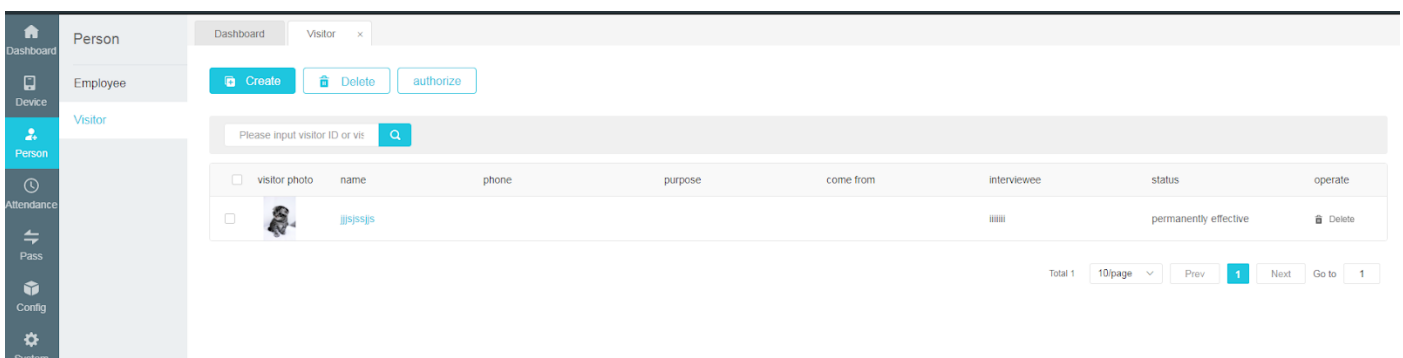 Dashboard
Device
Person
Attendance
Pass
Config
System
Person
Employee
Visitor
Dashboard Visitor ×
Create Delete authorize
Please input visitor ID or vis
visitor photo name phone purpose come from interviewee status operate
jjjsjssjjs permanently effective Delete
Total 1 10/page Prev 1 Next Go to 1